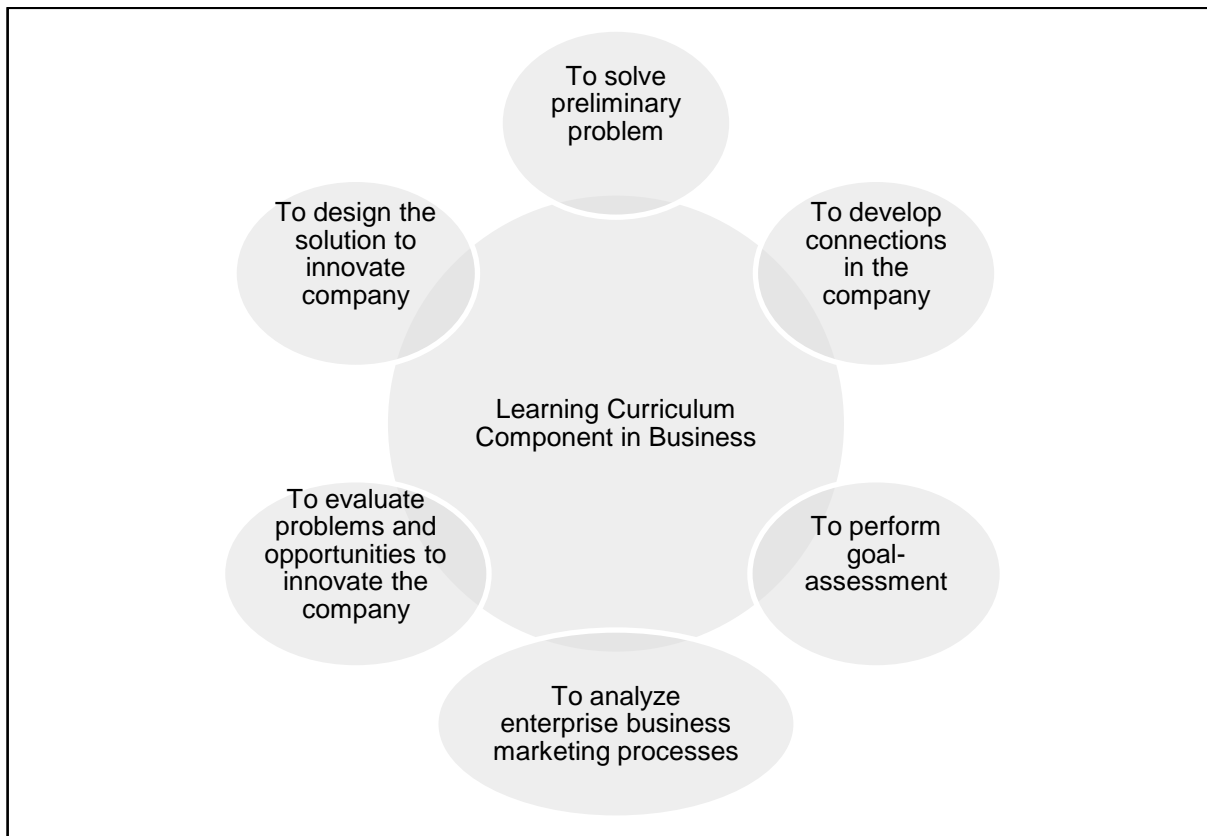 To solve
preliminary
problem
To develop
connections
in the
company
To perform
goal-
assessment
To analyze
enterprise business
marketing processes
To evaluate
problems and
opportunities to
innovate the
company
To design the
solution to
innovate
company
Learning Curriculum
Component in Business